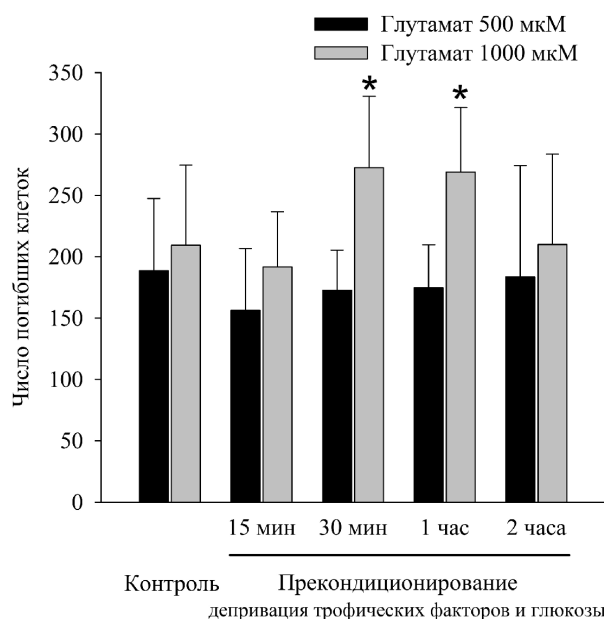 Глутамат 500 мкМ
Глутамат 1000 мкМ
350
300
250
200
150
100
50
0
Число погибших клеток
* *
15 мин 30 мин 1 час 2 часа
Контроль Прекондиционирование
депривация трофических факторов и глюкозы